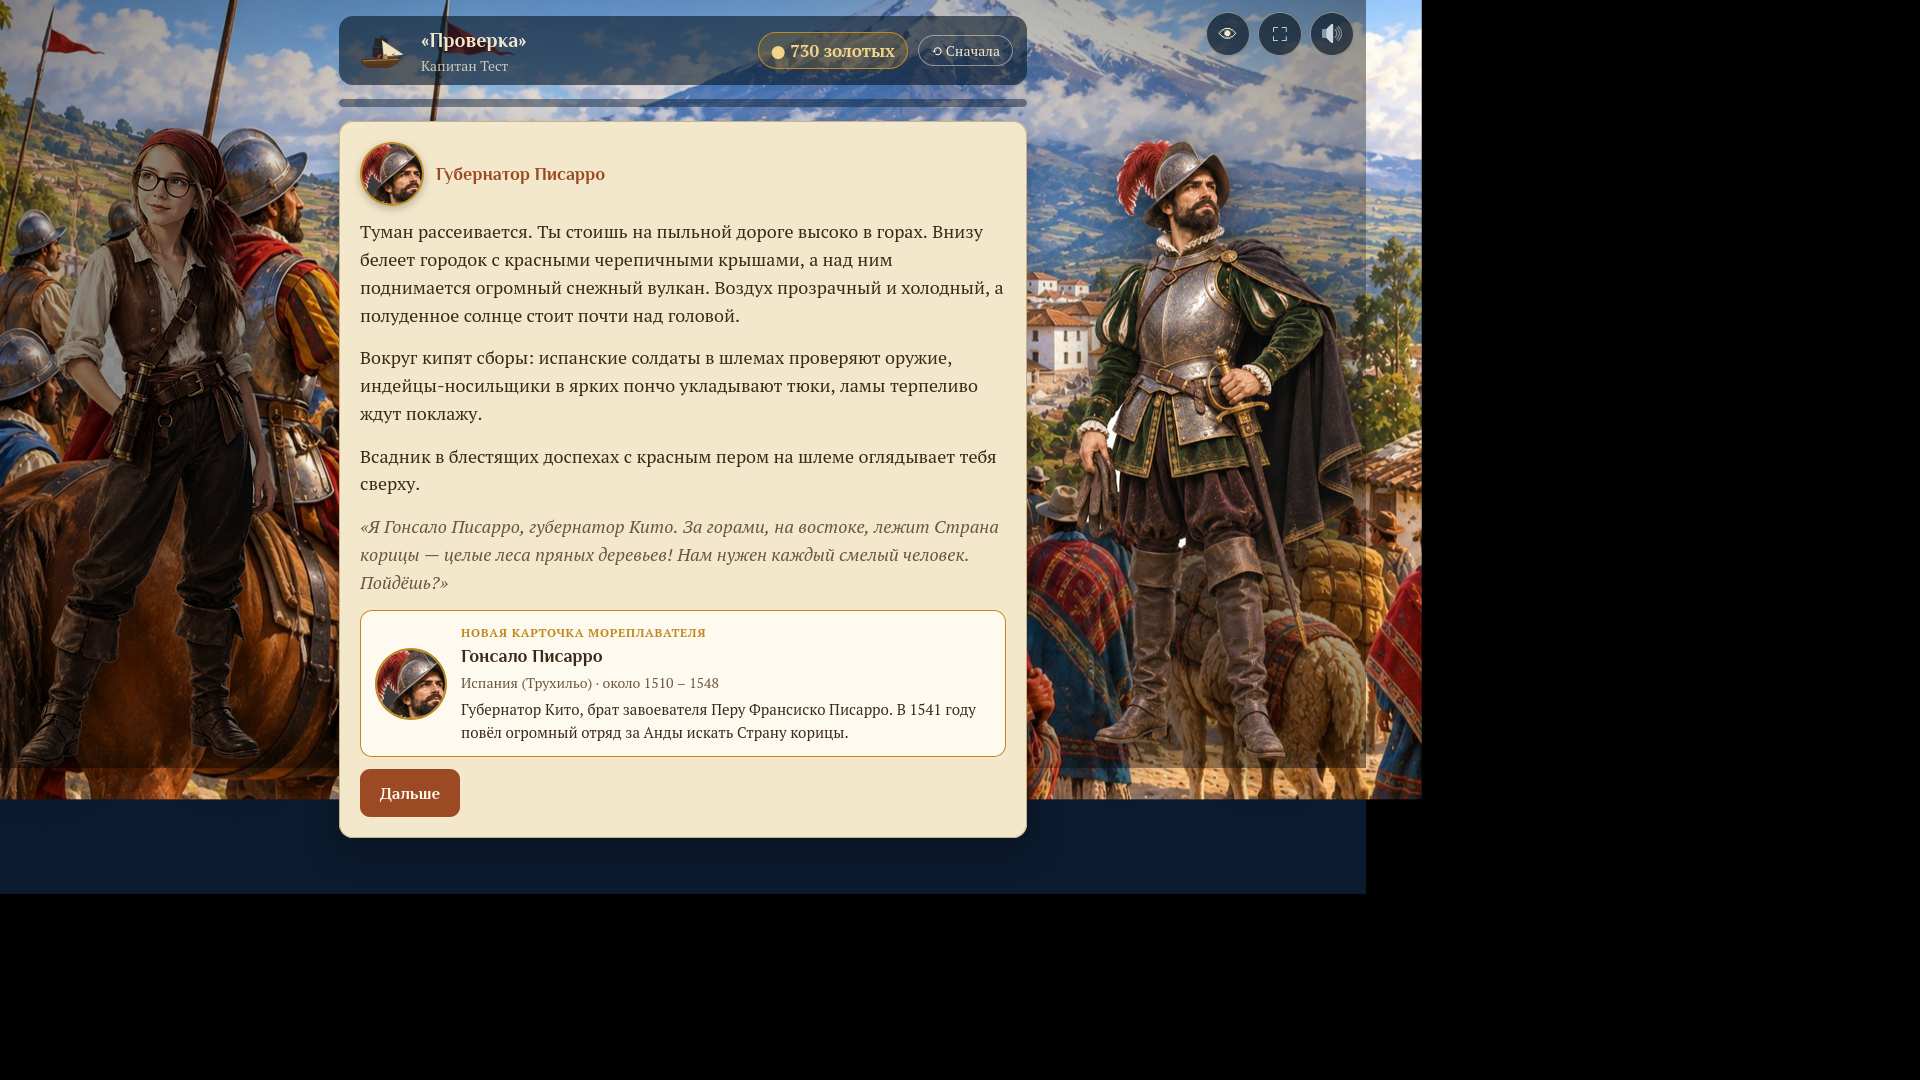 «Проверка»
Капитан Тест
730 золотых
⟲ Сначала
Губернатор Писарро
Туман рассеивается. Ты стоишь на пыльной дороге высоко в горах. Внизу
белеет городок с красными черепичными крышами, а над ним
поднимается огромный снежный вулкан. Воздух прозрачный и холодный, а
полуденное солнце стоит почти над головой.
Вокруг кипят сборы: испанские солдаты в шлемах проверяют оружие,
индейцы-носильщики в ярких пончо укладывают тюки, ламы терпеливо
ждут поклажу.
Всадник в блестящих доспехах с красным пером на шлеме оглядывает тебя
сверху.
«Я Гонсало Писарро, губернатор Кито. За горами, на востоке, лежит Страна
корицы — целые леса пряных деревьев! Нам нужен каждый смелый человек.
Пойдёшь?»
НОВАЯ КАРТОЧКА МОРЕПЛАВАТЕЛЯ
Гонсало Писарро
Испания (Трухильо) · около 1510 – 1548
Губернатор Кито, брат завоевателя Перу Франсиско Писарро. В 1541 году
повёл огромный отряд за Анды искать Страну корицы.
Дальше